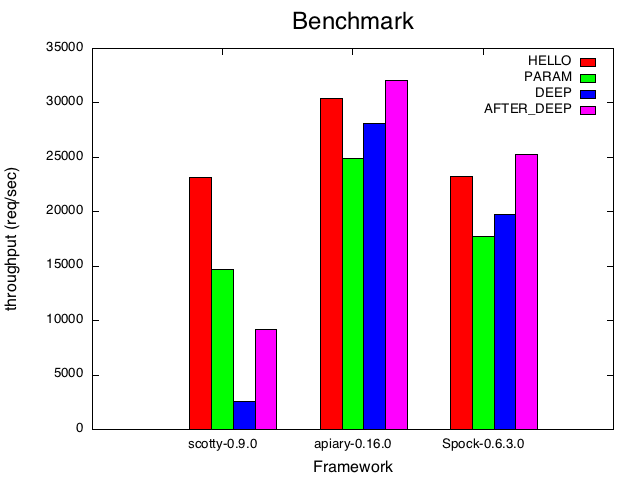 Benchmark
35000
30000
25000
20000
15000
10000
5000
0
throughput (req/sec)
HELLO
PARAM
DEEP
AFTER_DEEP
scotty-0.9.0 apiary-0.16.0 Spock-0.6.3.0
Framework